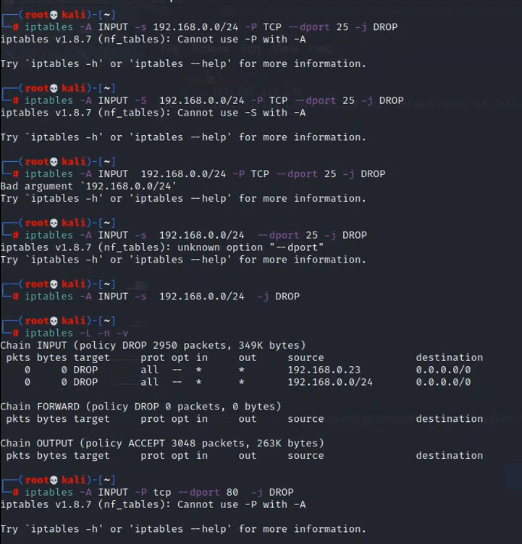 ┌──(root💀kali)-[~]
└─# iptables -A INPUT -s 192.168.0.0/24 -P TCP --dport 25 -j DROP
iptables v1.8.7 (nf_tables): Cannot use -P with -A

Try `iptables -h' or 'iptables --help' for more information.

┌──(root💀kali)-[~]
└─# iptables -A INPUT -S  192.168.0.0/24 -P TCP --dport 25 -j DROP
iptables v1.8.7 (nf_tables): Cannot use -S with -A

Try `iptables -h' or 'iptables --help' for more information.

┌──(root💀kali)-[~]
└─# iptables -A INPUT  192.168.0.0/24 -P TCP --dport 25 -j DROP
Bad argument `192.168.0.0/24'
Try `iptables -h' or 'iptables --help' for more information.

┌──(root💀kali)-[~]
└─# iptables -A INPUT -s  192.168.0.0/24  --dport 25 -j DROP
iptables v1.8.7 (nf_tables): unknown option "--dport"
Try `iptables -h' or 'iptables --help' for more information.

┌──(root💀kali)-[~]
└─# iptables -A INPUT -s  192.168.0.0/24  -j DROP

┌──(root💀kali)-[~]
└─# iptables -L -n -v
Chain INPUT (policy DROP 2950 packets, 349K bytes)
 pkts bytes target     prot opt in     out     source               destination
    0     0 DROP       all  --  *      *       192.168.0.23         0.0.0.0/0
    0     0 DROP       all  --  *      *       192.168.0.0/24       0.0.0.0/0

Chain FORWARD (policy DROP 0 packets, 0 bytes)
 pkts bytes target     prot opt in     out     source               destination

Chain OUTPUT (policy ACCEPT 3048 packets, 263K bytes)
 pkts bytes target     prot opt in     out     source               destination

┌──(root💀kali)-[~]
└─# iptables -A INPUT -P tcp --dport 80  -j DROP
iptables v1.8.7 (nf_tables): Cannot use -P with -A

Try `iptables -h' or 'iptables --help' for more information.